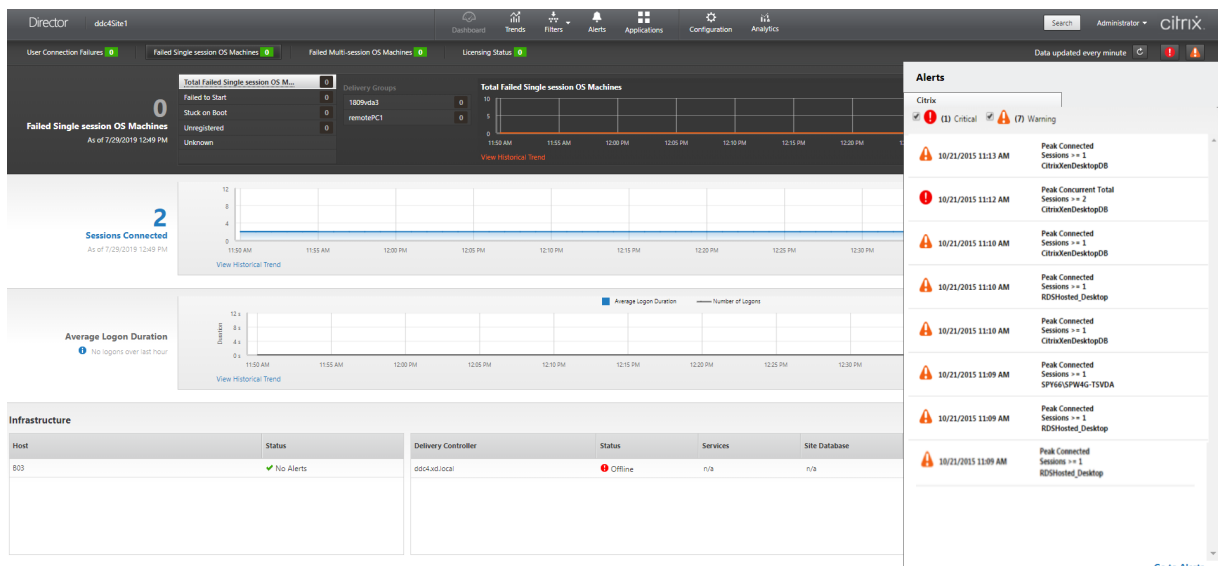 Director
ddc4Site1
Dashboard
Trends
Filters
Alerts
Applications
Configuration
Analytics
Search
Administrator
citrix
User Connection Failures 0
Failed Single session OS Machines 0
Failed Multi-session OS Machines 0
Licensing Status 0
Data updated every minute
0
Failed Single session OS Machines
As of 7/29/2019 12:49 PM
Total Failed Single session OS M... 0
Failed to Start 0
Stuck on Boot 0
Unregistered 0
Unknown
Delivery Groups
1809vda3 0
remotePC1 0
Total Failed Single session OS Machines
10
5
0
11:50 AM 11:55 AM 12:00 PM 12:05 PM 12:10 PM 12:15 PM 12:20 PM
View Historical Trend
2
Sessions Connected
As of 7/29/2019 12:49 PM
12
8
4
0
11:50 AM 11:55 AM 12:00 PM 12:05 PM 12:10 PM 12:15 PM 12:20 PM 12:25 PM 12:30 PM
View Historical Trend
Average Logon Duration
No logons over last hour
Average Logon Duration
Number of Logons
Duration
12 s
8 s
4 s
0 s
11:50 AM 11:55 AM 12:00 PM 12:05 PM 12:10 PM 12:15 PM 12:20 PM 12:25 PM 12:30 PM
View Historical Trend
Infrastructure
Host Status
803 No Alerts
Delivery Controller Status Services Site Database
ddc4.xd.local Offline n/a n/a
Alerts
Citrix
(1) Critical (7) Warning
10/21/2015 11:13 AM
Peak Connected
Sessions >= 1
CitrixXenDesktopDB
10/21/2015 11:12 AM
Peak Concurrent Total
Sessions >= 2
CitrixXenDesktopDB
10/21/2015 11:10 AM
Peak Connected
Sessions >= 1
CitrixXenDesktopDB
10/21/2015 11:10 AM
Peak Connected
Sessions >= 1
RDSHosted_Desktop
10/21/2015 11:10 AM
Peak Connected
Sessions >= 1
CitrixXenDesktopDB
10/21/2015 11:09 AM
Peak Connected
Sessions >= 1
SPY66\SPW4G-TSVDA
10/21/2015 11:09 AM
Peak Connected
Sessions >= 1
RDSHosted_Desktop
10/21/2015 11:09 AM
Peak Connected
Sessions >= 1
RDSHosted_Desktop